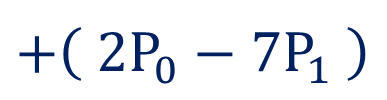 +( 2P₀ − 7P₁ )